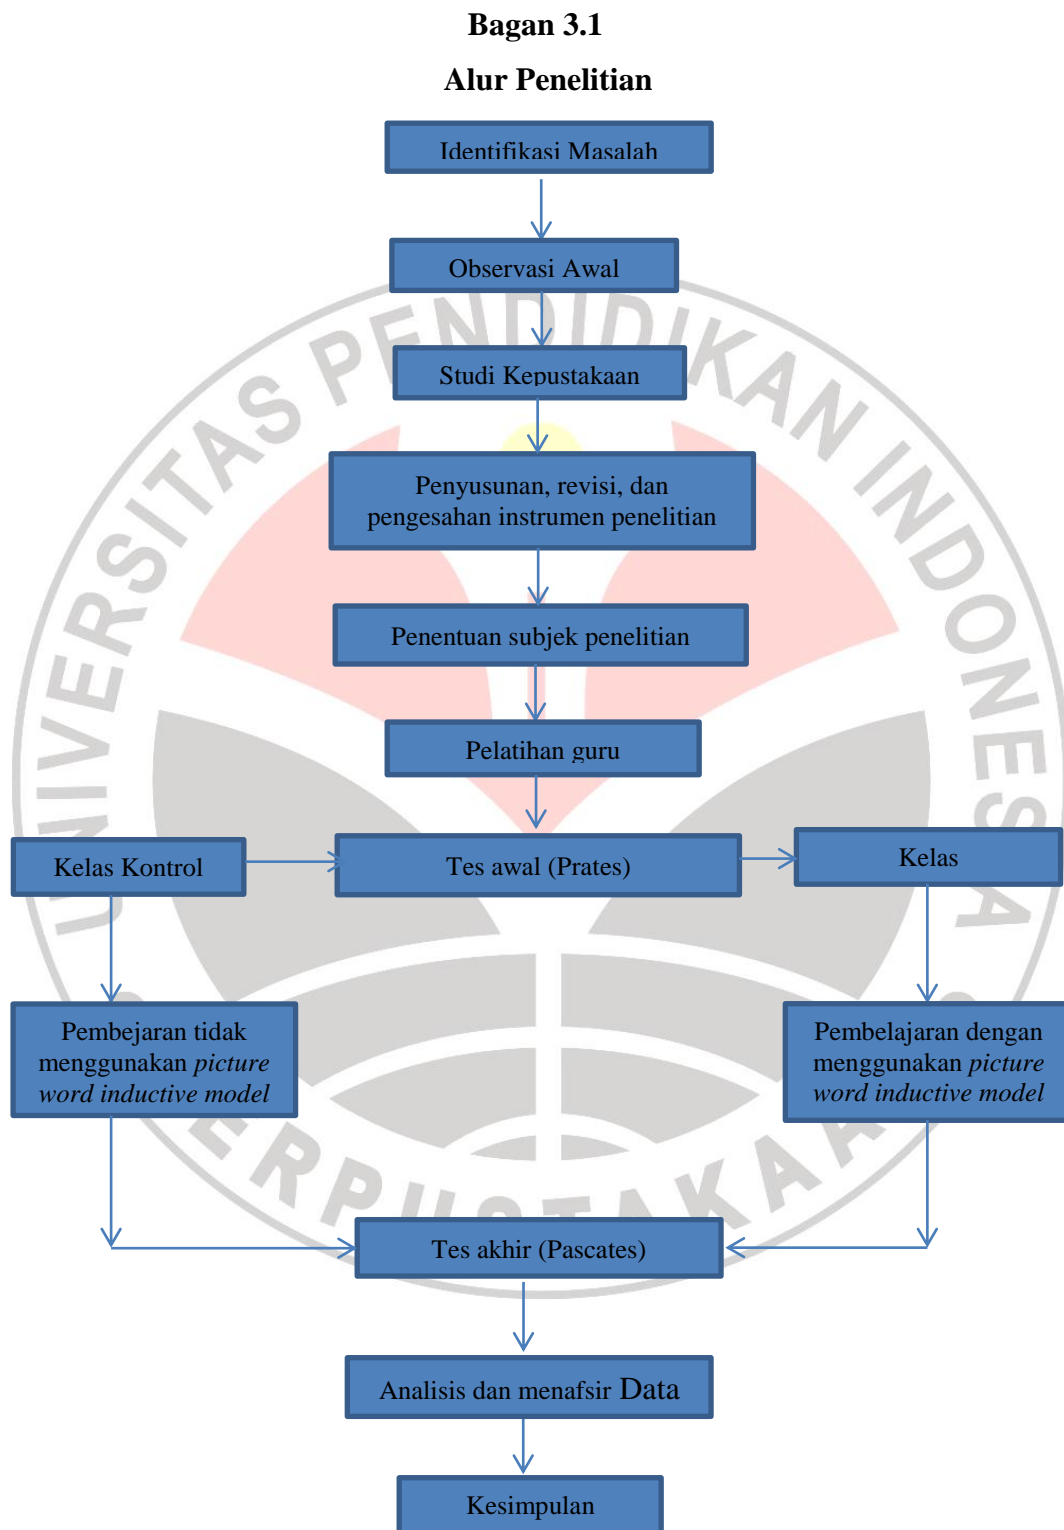 Bagan 3.1
Alur Penelitian
Identifikasi Masalah
Observasi Awal
Studi Kepustakaan
Penyusunan, revisi, dan
pengesahan instrumen penelitian
Penentuan subjek penelitian
Pelatihan guru
Kelas Kontrol
Tes awal (Prates)
Kelas
Pembejaran tidak
menggunakan picture
word inductive model
Pembelajaran dengan
menggunakan picture
word inductive model
Tes akhir (Pascates)
Analisis dan menafsir Data
Kesimpulan
UNIVERSITAS PENDIDIKAN INDONESIA
PERPUSTAKAAN